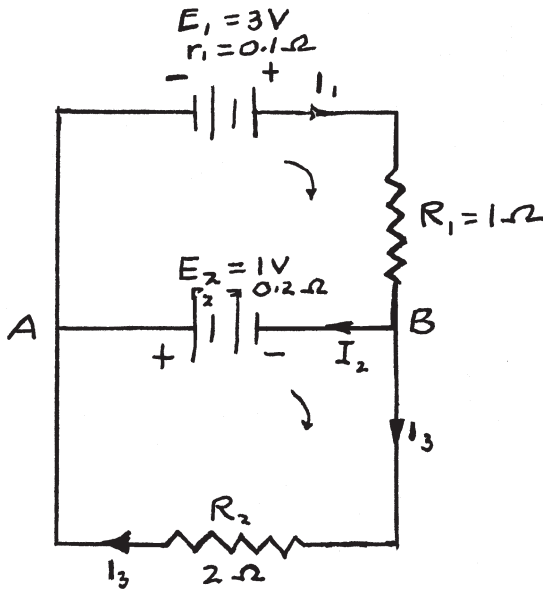 E₁ = 3V
r₁ = 0.1Ω
- +
I₁
R₁ = 1Ω
E₂ = 1V
r₂ = 0.2Ω
A
B
+ -
I₂
I₃
R₂
I₃
2Ω